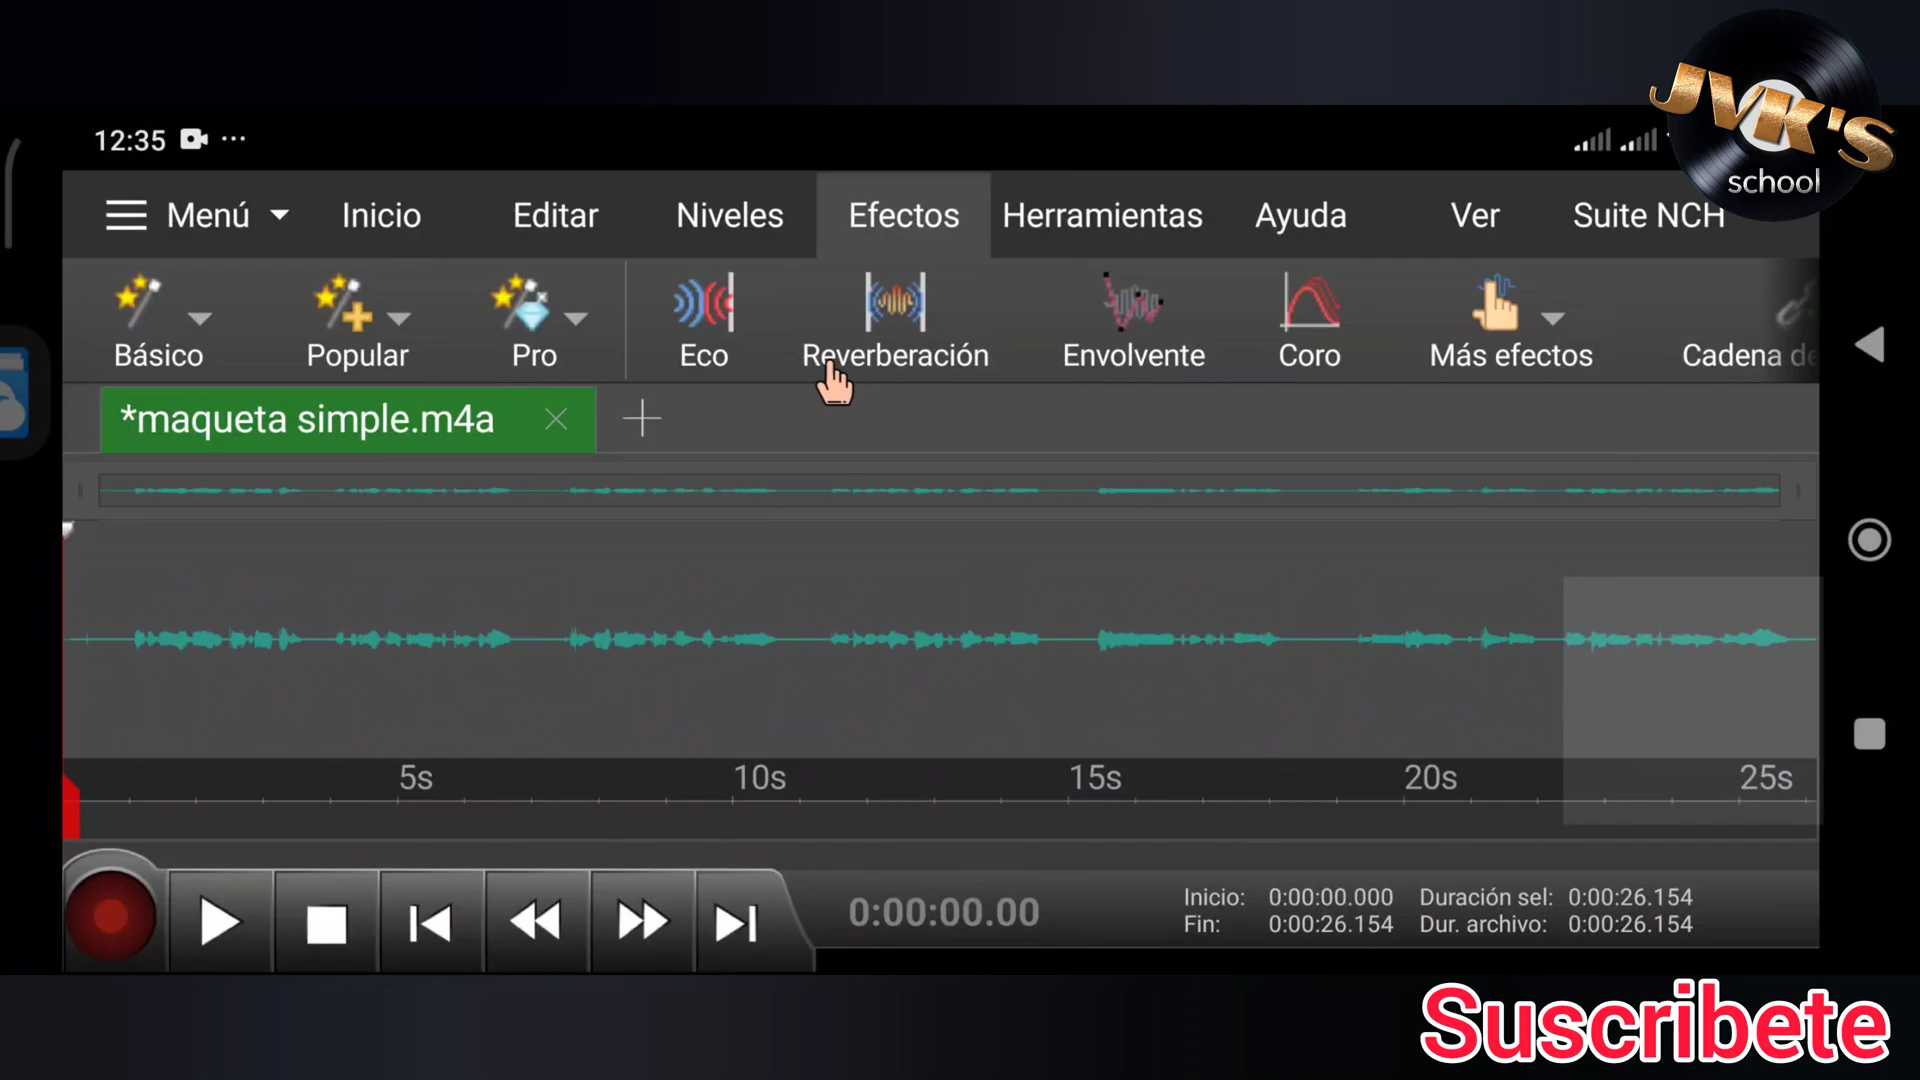 JVK'S
school
12:35
Menú Inicio Editar Niveles Efectos Herramientas Ayuda Ver Suite NCH
Básico Popular Pro Eco Reverberación Envolvente Coro Más efectos Cadena de
*maqueta simple.m4a
5s 10s 15s 20s 25s
0:00:00.00
Inicio: 0:00:00.000 Duración sel: 0:00:26.154
Fin: 0:00:26.154 Dur. archivo: 0:00:26.154
Suscribete